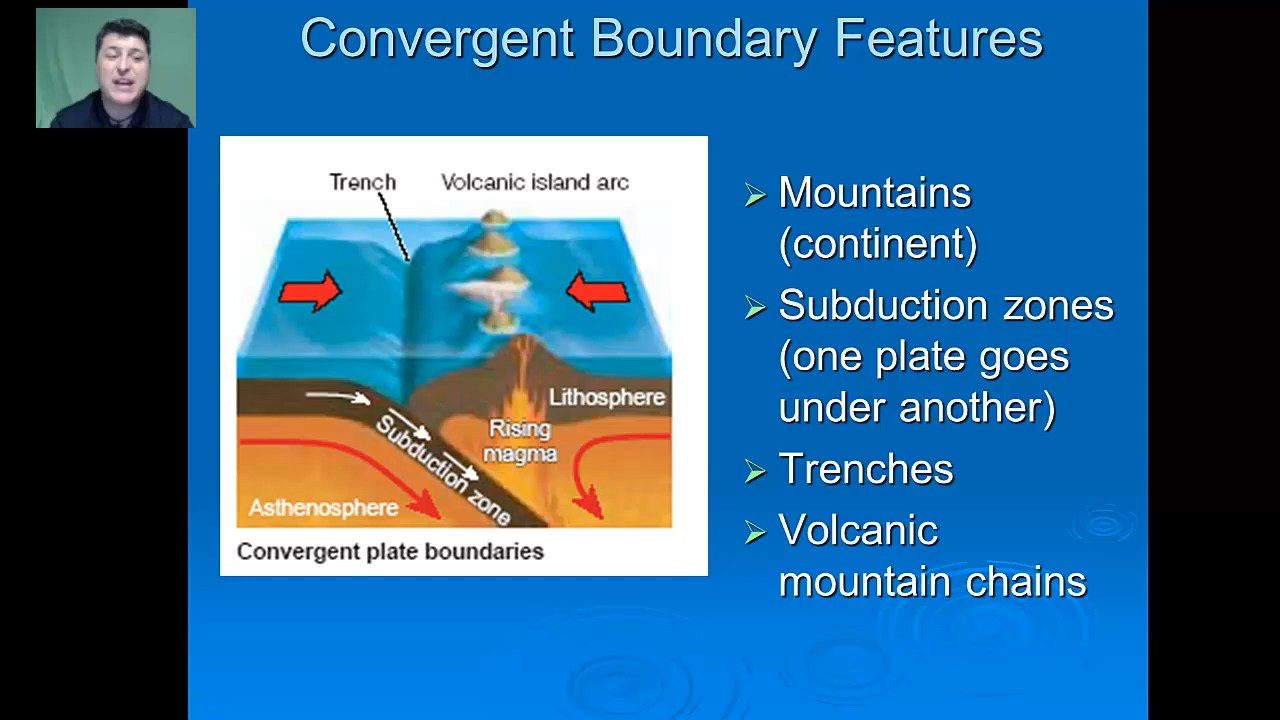 Convergent Boundary Features
Trench
Volcanic island arc
Lithosphere
Rising
magma
Subduction zone
Asthenosphere
Convergent plate boundaries
Mountains
(continent)
Subduction zones
(one plate goes
under another)
Trenches
Volcanic
mountain chains